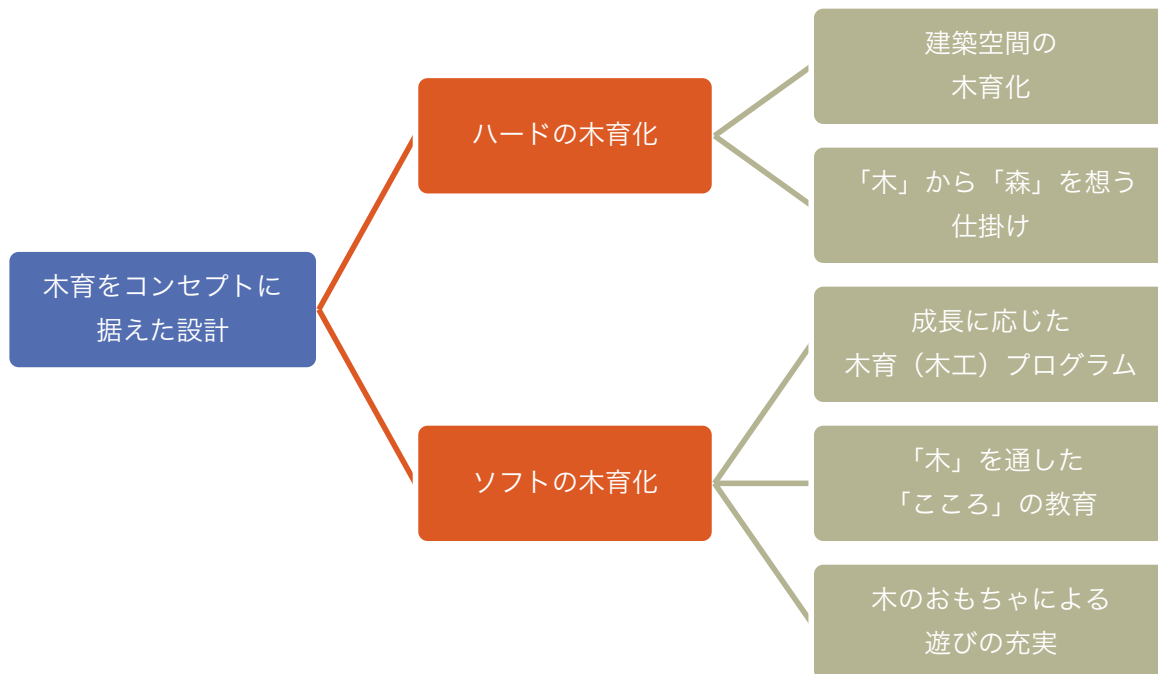 木育をコンセプトに
据えた設計
ハードの木育化
建築空間の
木育化
「木」から「森」を想う
仕掛け
ソフトの木育化
成長に応じた
木育（木工）プログラム
「木」を通した
「こころ」の教育
木のおもちゃによる
遊びの充実